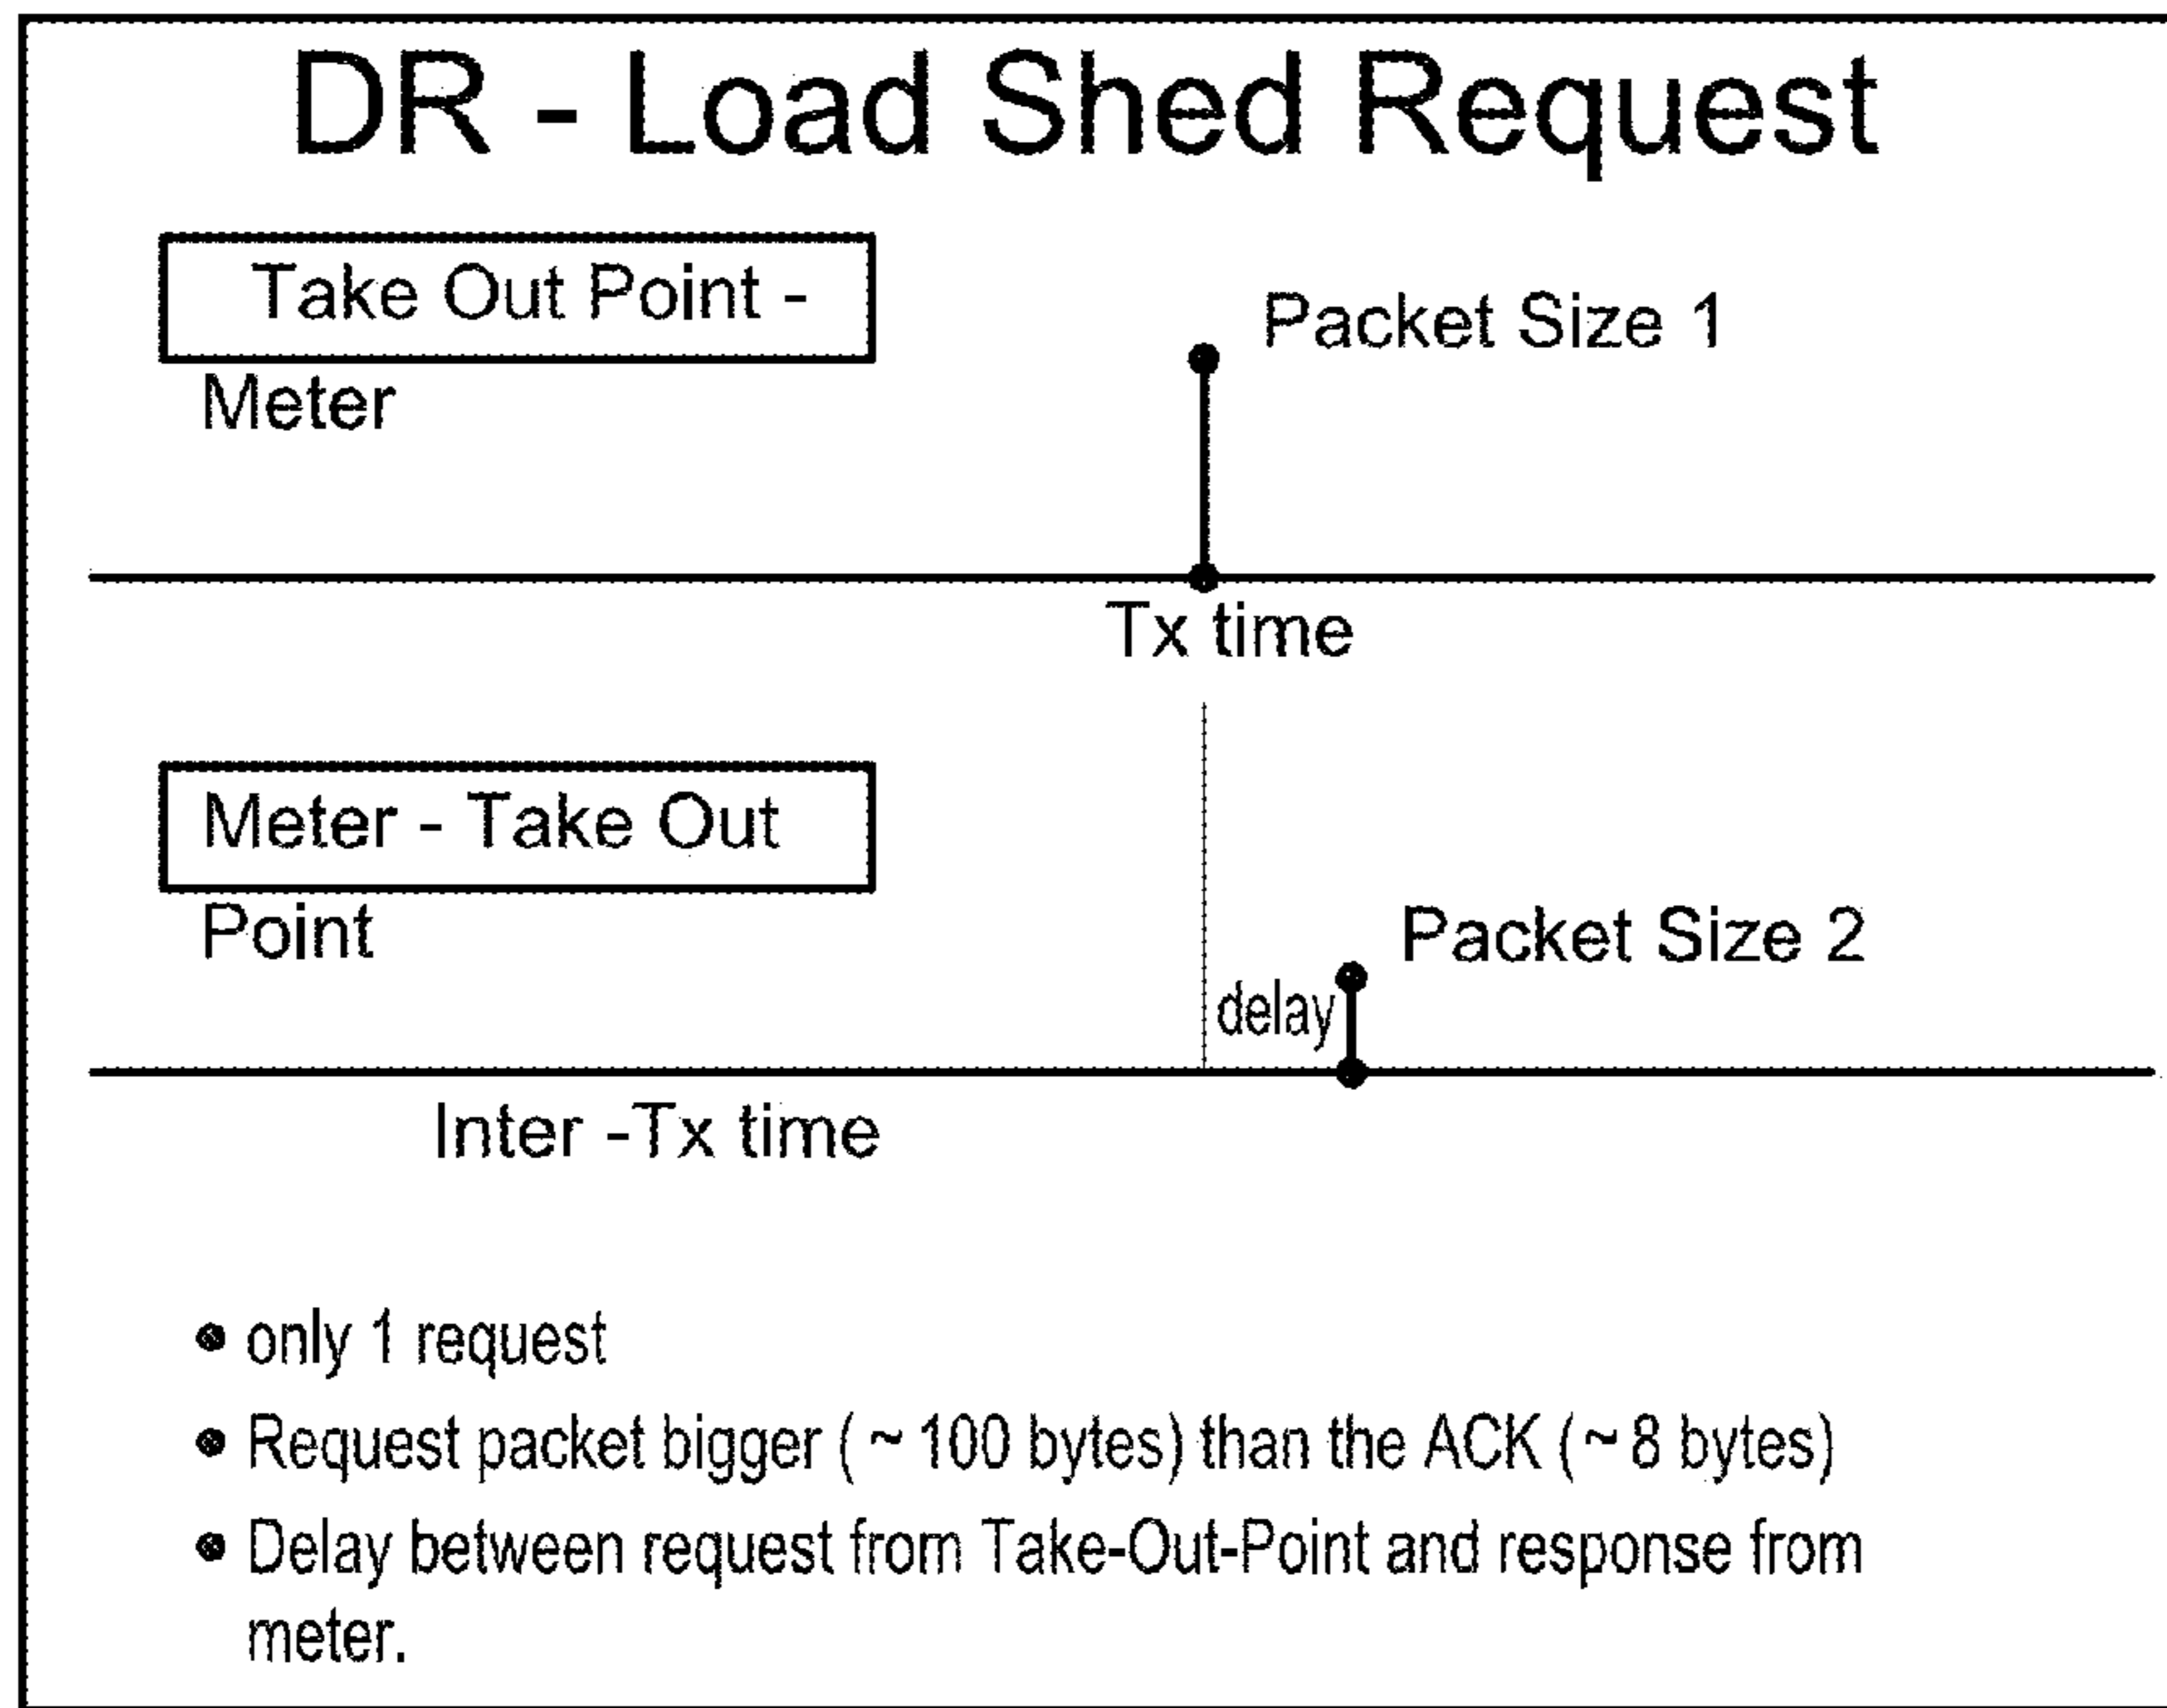 DR - Load Shed Request
Take Out Point -
Meter
Packet Size 1
Tx time
Meter - Take Out
Point
Packet Size 2
delay
Inter -Tx time
• only 1 request
• Request packet bigger ( ~ 100 bytes) than the ACK (~ 8 bytes)
• Delay between request from Take-Out-Point and response from
meter.